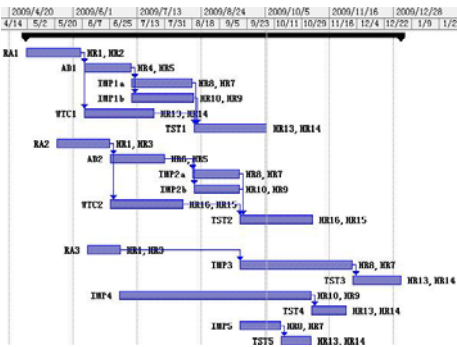 2009/4/20 2009/6/1 2009/7/13 2009/8/24 2009/10/5 2009/11/16 2009/12/28
4/14 5/2 5/20 6/7 6/25 7/13 7/31 8/18 9/5 9/23 10/11 10/29 11/16 12/4 12/22 1/9 1/2
RA1 HR1, HR2
AD1 HR4, HR5
IMP1a HR8, HR7
IMP1b HR10, HR9
WTC1 HR13, HR14
TST1 HR13, HR14
RA2 HR1, HR3
AD2 HR6, HR5
IMP2a HR8, HR7
IMP2b HR10, HR9
WTC2 HR16, HR15
TST2 HR16, HR15
RA3 HR1, HR3
IMP3 HR8, HR7
TST3 HR13, HR14
IMP4 HR10, HR9
TST4 HR13, HR14
IMP5 HR8, HR7
TST5 HR13, HR14